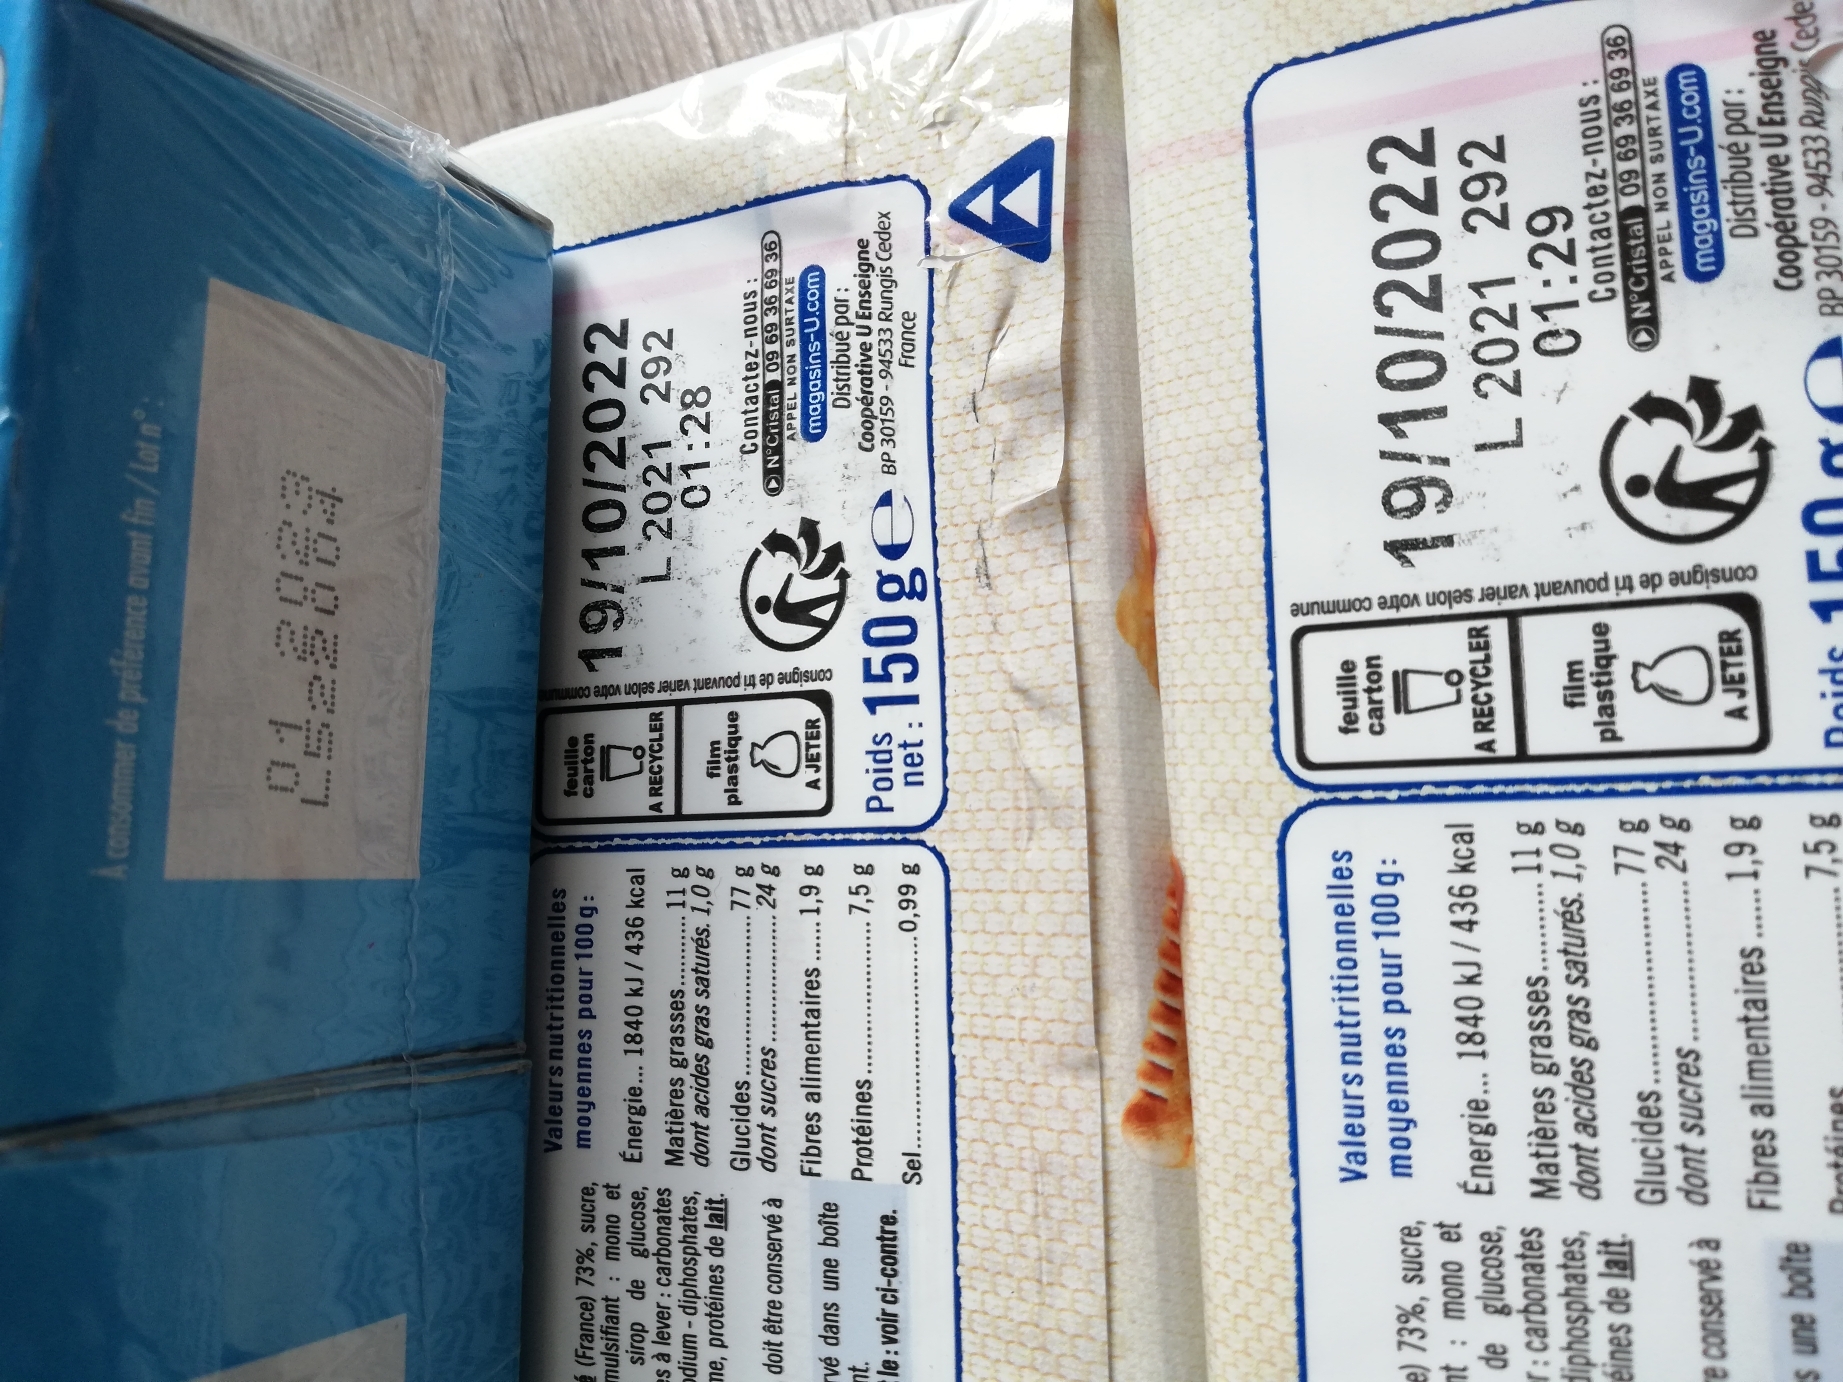 À consommer de préférence avant fin / Lot n° :
19/10/2022
L 2021 292
01:28
Contactez-nous :
N°Cristal 09 69 36 69 36
APPEL NON SURTAXE
magasins-U.com
Distribué par :
Coopérative U Enseigne
BP 30159 - 94533 Rungis Cedex
France
feuille
carton
A RECYCLER
film
plastique
A JETER
consigne de tri pouvant varier selon votre commune
Poids
net : 150 g e
Valeurs nutritionnelles
moyennes pour 100 g :
Énergie... 1840 kJ / 436 kcal
Matières grasses.......... 11 g
dont acides gras saturés. 1,0 g
Glucides.................... 77 g
dont sucres................ 24 g
Fibres alimentaires ...... 1,9 g
Protéines................... 7,5 g
Sel........................... 0,99 g
(France) 73%, sucre,
mulsifiant : mono et
sirop de glucose,
es à lever : carbonates
odium - diphosphates,
me, protéines de lait.
doit être conservé à
rvé dans une boîte
nt.
le : voir ci-contre.
19/10/2022
L 2021 292
01:29
Contactez-nous :
N°Cristal 09 69 36 69 36
APPEL NON SURTAXE
magasins-U.com
Distribué par :
Coopérative U Enseigne
BP 30159 - 94533 Rungis Cede
feuille
carton
A RECYCLER
film
plastique
A JETER
consigne de tri pouvant varier selon votre commune
Poids 150 g e
Valeurs nutritionnelles
moyennes pour 100 g :
Énergie... 1840 kJ / 436 kcal
Matières grasses.......... 11 g
dont acides gras saturés. 1,0 g
Glucides.................... 77 g
dont sucres................ 24 g
Fibres alimentaires ...... 1,9 g
Protéines 7,5 g
e) 73%, sucre,
nt : mono et
de glucose,
r : carbonates
diphosphates,
éines de lait.
re conservé à
s une boîte